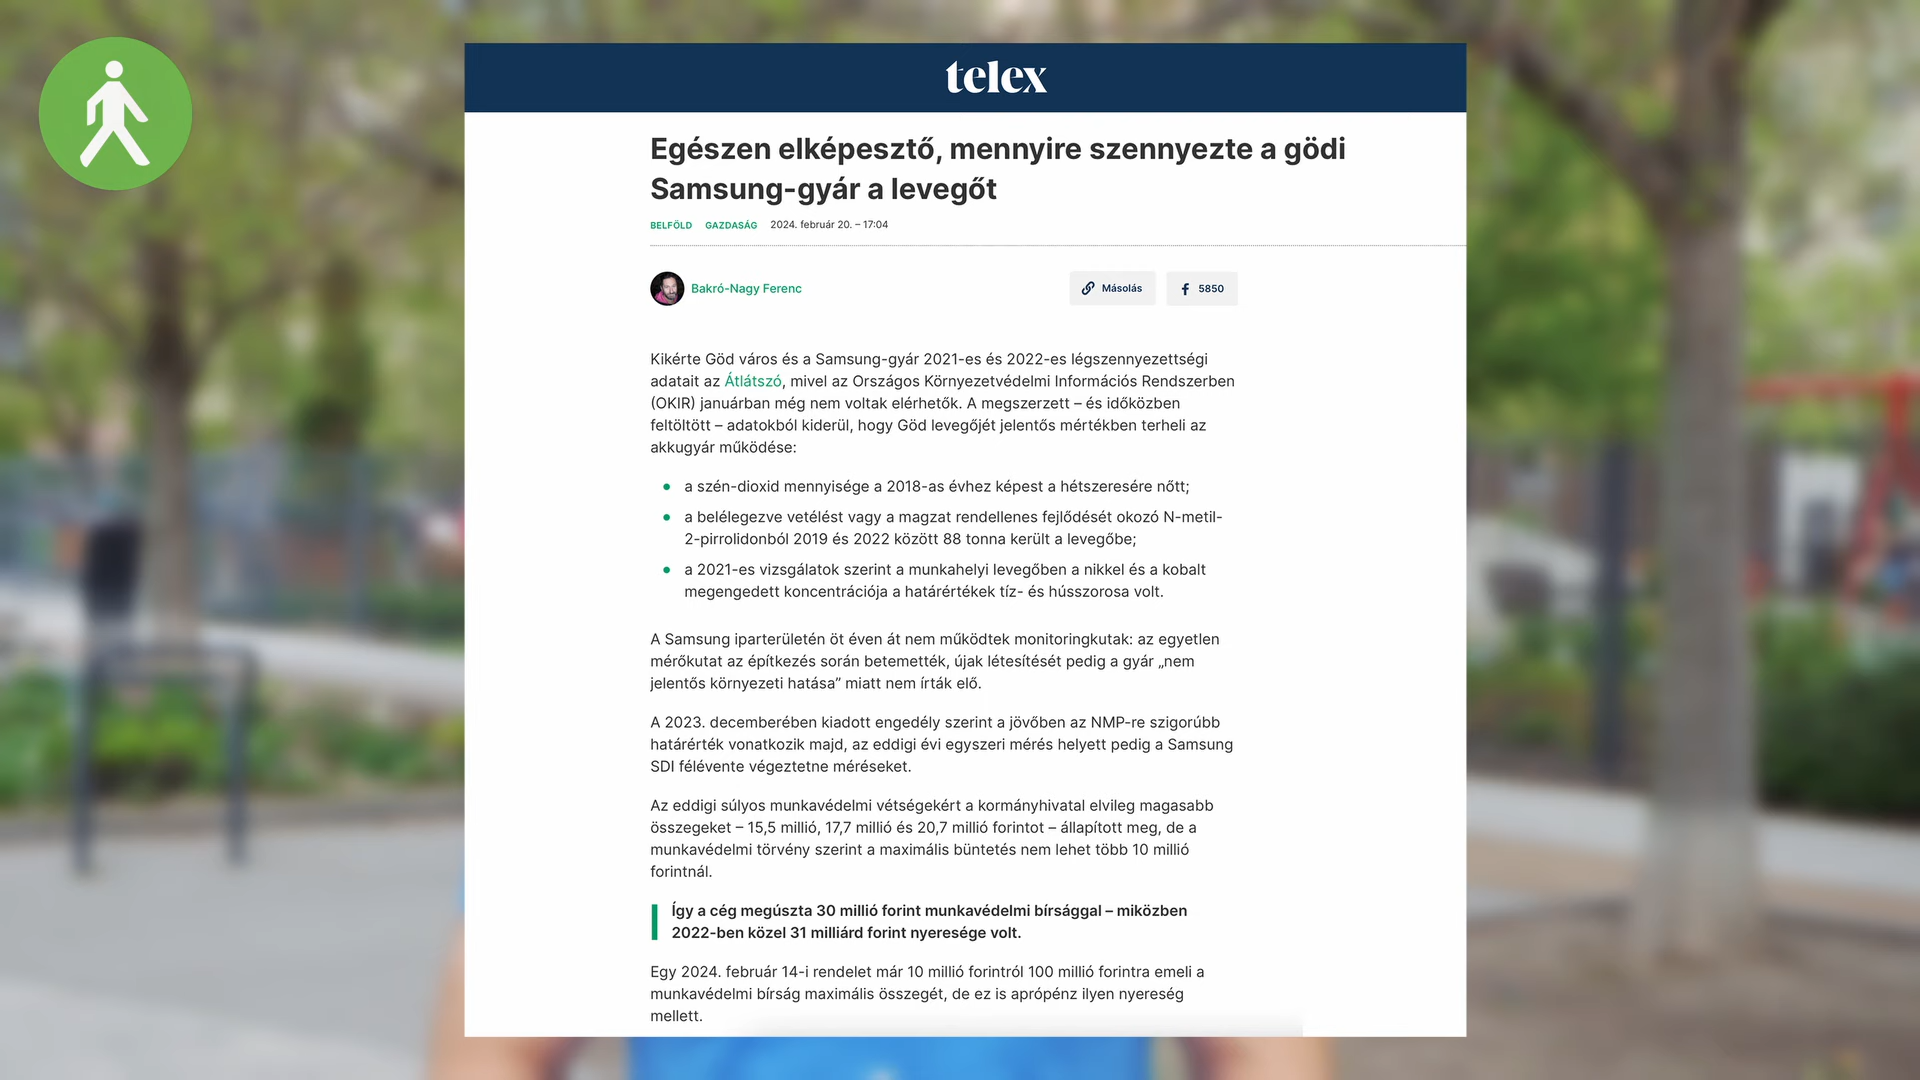 telex
Egészen elképesztő, mennyire szennyezte a gödi
Samsung-gyár a levegőt
BELFÖLD GAZDASÁG 2024. február 20. – 17:04
Bakró-Nagy Ferenc
Másolás
5850
Kikérte Göd város és a Samsung-gyár 2021-es és 2022-es légszennyezettségi
adatait az Átlátszó, mivel az Országos Környezetvédelmi Információs Rendszerben
(OKIR) januárban még nem voltak elérhetők. A megszerzett – és időközben
feltöltött – adatokból kiderül, hogy Göd levegőjét jelentős mértékben terheli az
akkugyár működése:
a szén-dioxid mennyisége a 2018-as évhez képest a hétszeresére nőtt;
a belélegezve vetélést vagy a magzat rendellenes fejlődését okozó N-metil-
2-pirrolidonból 2019 és 2022 között 88 tonna került a levegőbe;
a 2021-es vizsgálatok szerint a munkahelyi levegőben a nikkel és a kobalt
megengedett koncentrációja a határértékek tíz- és hússzorosa volt.
A Samsung iparterületén öt éven át nem működtek monitoringkutak: az egyetlen
mérőkutat az építkezés során betemették, újak létesítését pedig a gyár „nem
jelentős környezeti hatása” miatt nem írták elő.
A 2023. decemberében kiadott engedély szerint a jövőben az NMP-re szigorúbb
határérték vonatkozik majd, az eddigi évi egyszeri mérés helyett pedig a Samsung
SDI félévente végeztetne méréseket.
Az eddigi súlyos munkavédelmi vétségekért a kormányhivatal elvileg magasabb
összegeket – 15,5 millió, 17,7 millió és 20,7 millió forintot – állapított meg, de a
munkavédelmi törvény szerint a maximális büntetés nem lehet több 10 millió
forintnál.
Így a cég megúszta 30 millió forint munkavédelmi bírsággal – miközben
2022-ben közel 31 milliárd forint nyeresége volt.
Egy 2024. február 14-i rendelet már 10 millió forintról 100 millió forintra emeli a
munkavédelmi bírság maximális összegét, de ez is aprópénz ilyen nyereség
mellett.